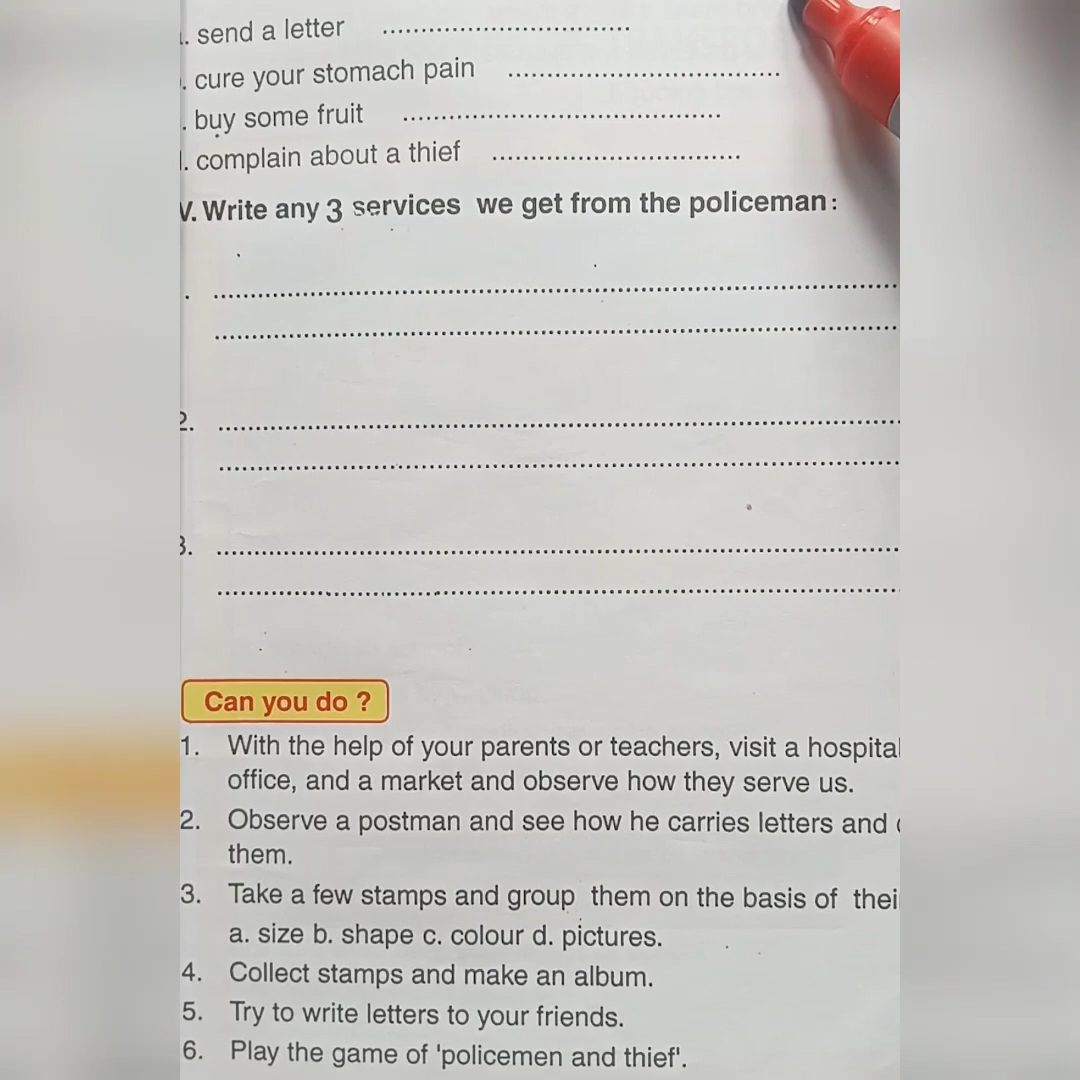 . send a letter ................................
. cure your stomach pain ...................................
. buy some fruit .........................................
. complain about a thief ................................
V. Write any 3 services we get from the policeman:
. ........................................................................................
........................................................................................
2. ........................................................................................
........................................................................................
3. ........................................................................................
........................................................................................
Can you do ?
1. With the help of your parents or teachers, visit a hospital
office, and a market and observe how they serve us.
2. Observe a postman and see how he carries letters and
them.
3. Take a few stamps and group them on the basis of thei
a. size b. shape c. colour d. pictures.
4. Collect stamps and make an album.
5. Try to write letters to your friends.
6. Play the game of 'policemen and thief'.